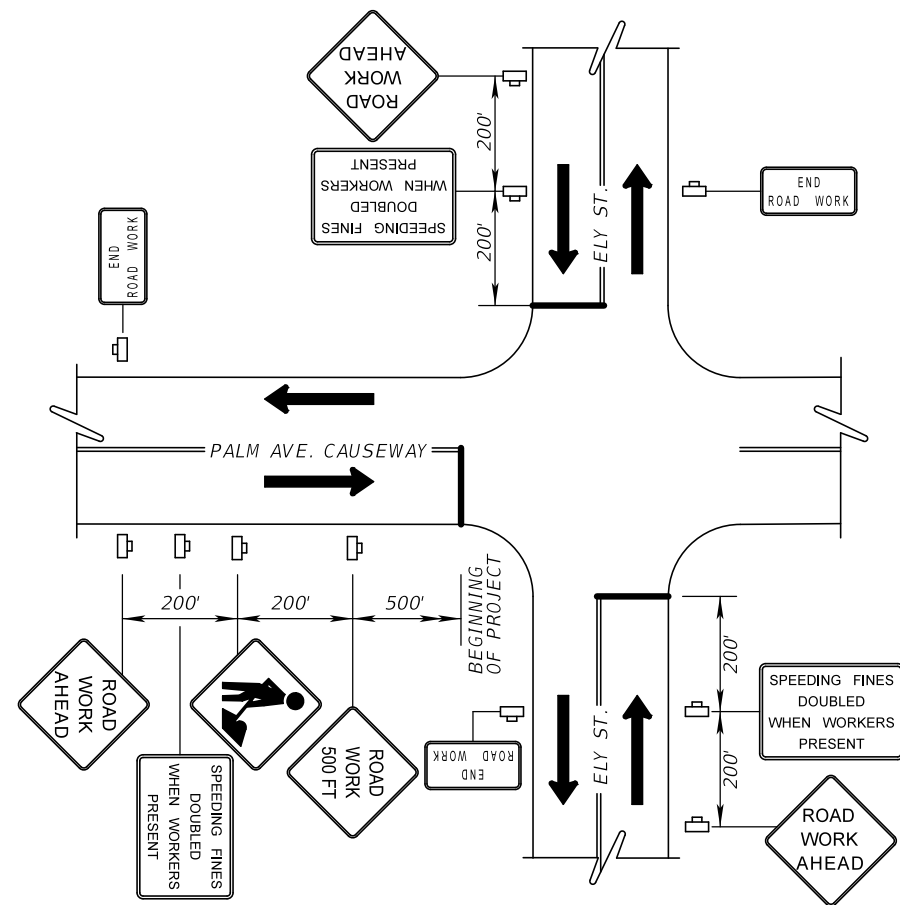 ROAD
WORK
AHEAD
200'
SPEEDING FINES
DOUBLED
WHEN WORKERS
PRESENT
200'
ELY ST.
END
ROAD WORK
END
ROAD WORK
PALM AVE. CAUSEWAY
200'
200'
500'
BEGINNING
OF PROJECT
ROAD
WORK
AHEAD
SPEEDING FINES
DOUBLED
WHEN WORKERS
PRESENT
ROAD
WORK
500 FT
END
ROAD WORK
ELY ST.
200'
SPEEDING FINES
DOUBLED
WHEN WORKERS
PRESENT
200'
ROAD
WORK
AHEAD